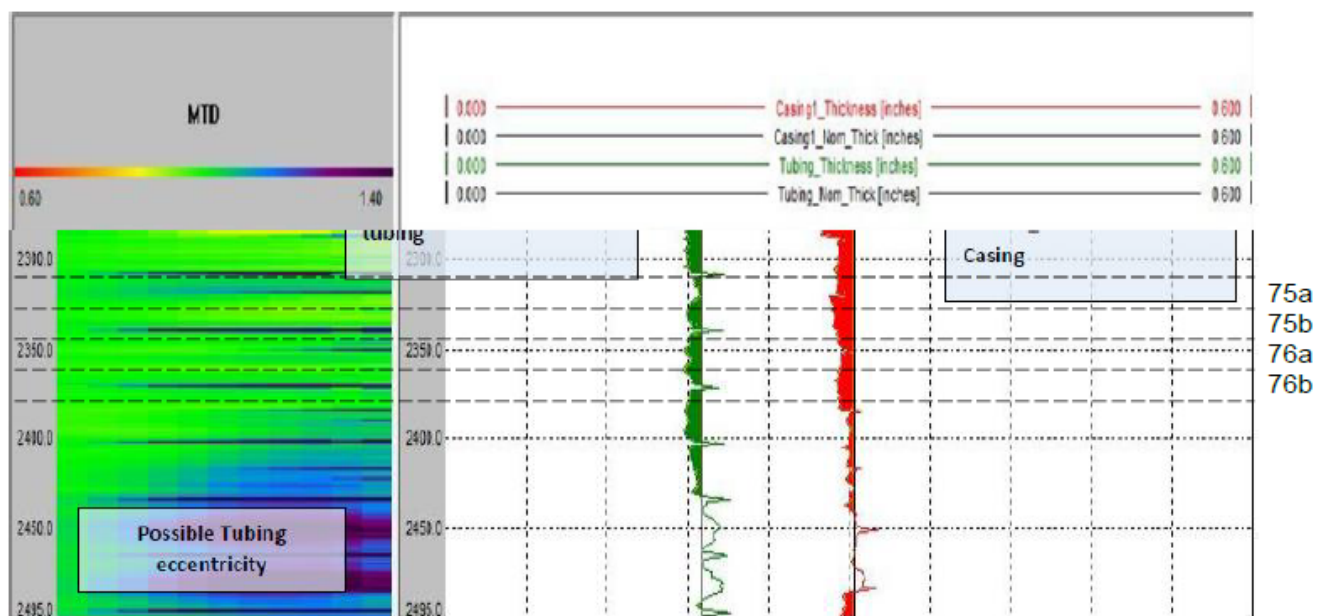 MTD
0.60 1.40
0.000 Casing1_Thickness [inches] 0.600
0.000 Casing1_Nom_Thick [inches] 0.600
0.000 Tubing_Thickness [inches] 0.600
0.000 Tubing_Nom_Thick [inches] 0.600
tubing
Casing
2300.0 2300.0
75a
75b
2350.0 2350.0
76a
76b
2400.0 2400.0
2450.0 2450.0
Possible Tubing
eccentricity
2495.0 2495.0